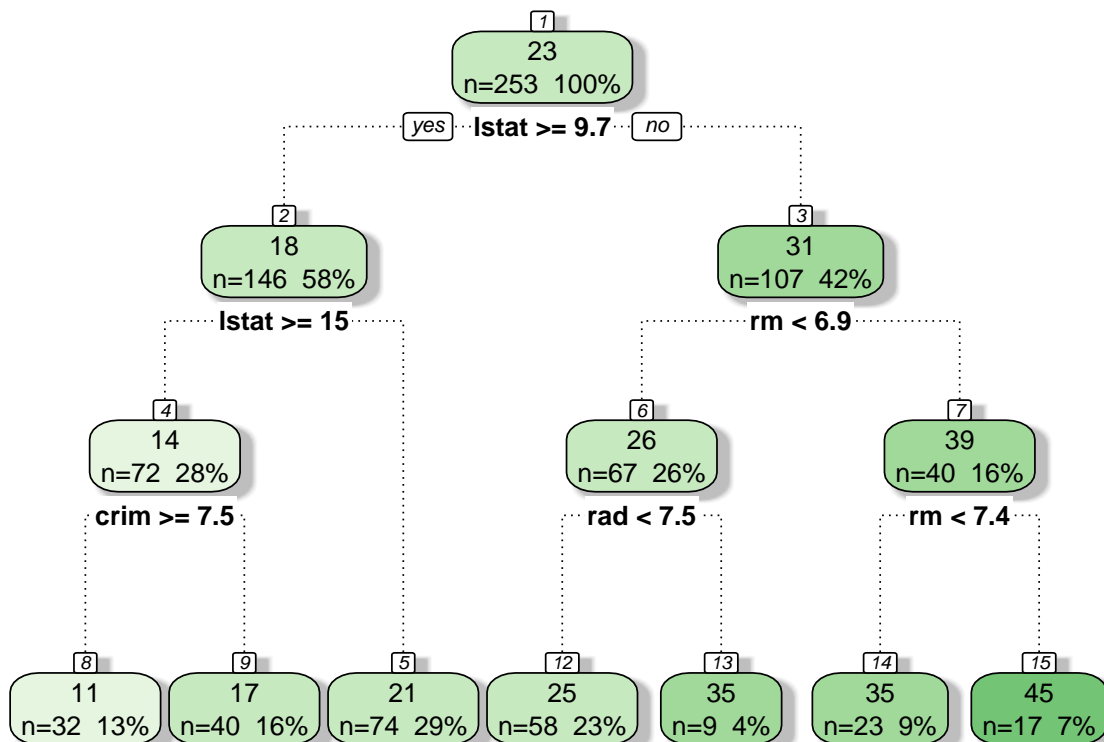 1
23
n=253 100%
yes lstat >= 9.7 no
2 3
18 31
n=146 58% n=107 42%
lstat >= 15 rm < 6.9
4 6 7
14 26 39
n=72 28% n=67 26% n=40 16%
crim >= 7.5 rad < 7.5 rm < 7.4
8 9 5 12 13 14 15
11 17 21 25 35 35 45
n=32 13% n=40 16% n=74 29% n=58 23% n=9 4% n=23 9% n=17 7%